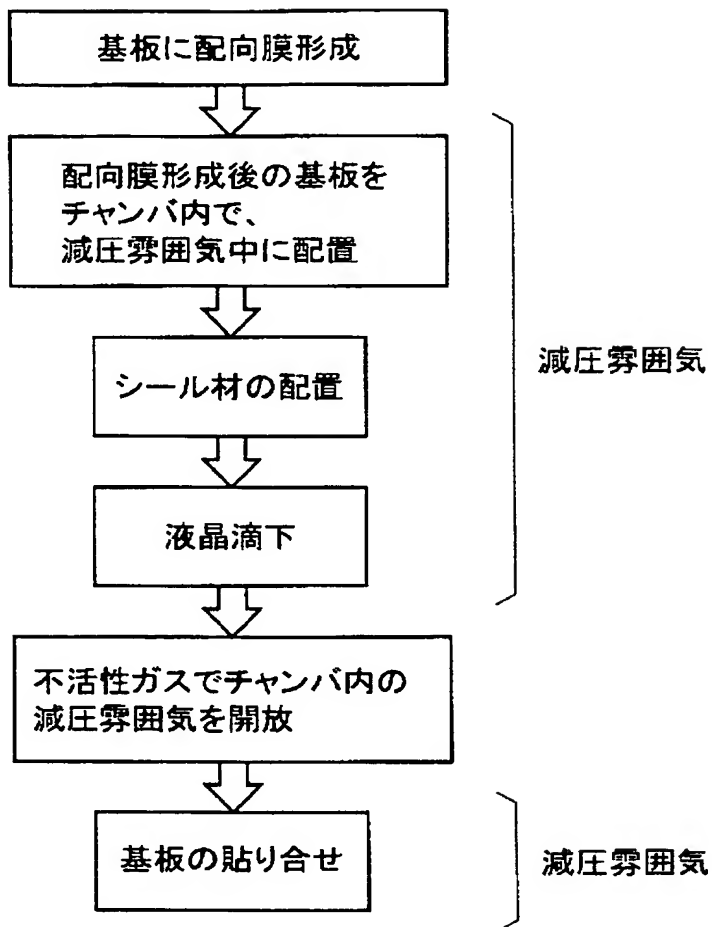 基板に配向膜形成
配向膜形成後の基板を
チャンバ内で、
減圧雰囲気中に配置
シール材の配置
液晶滴下
減圧雰囲気
不活性ガスでチャンバ内の
減圧雰囲気を開放
基板の貼り合せ
減圧雰囲気